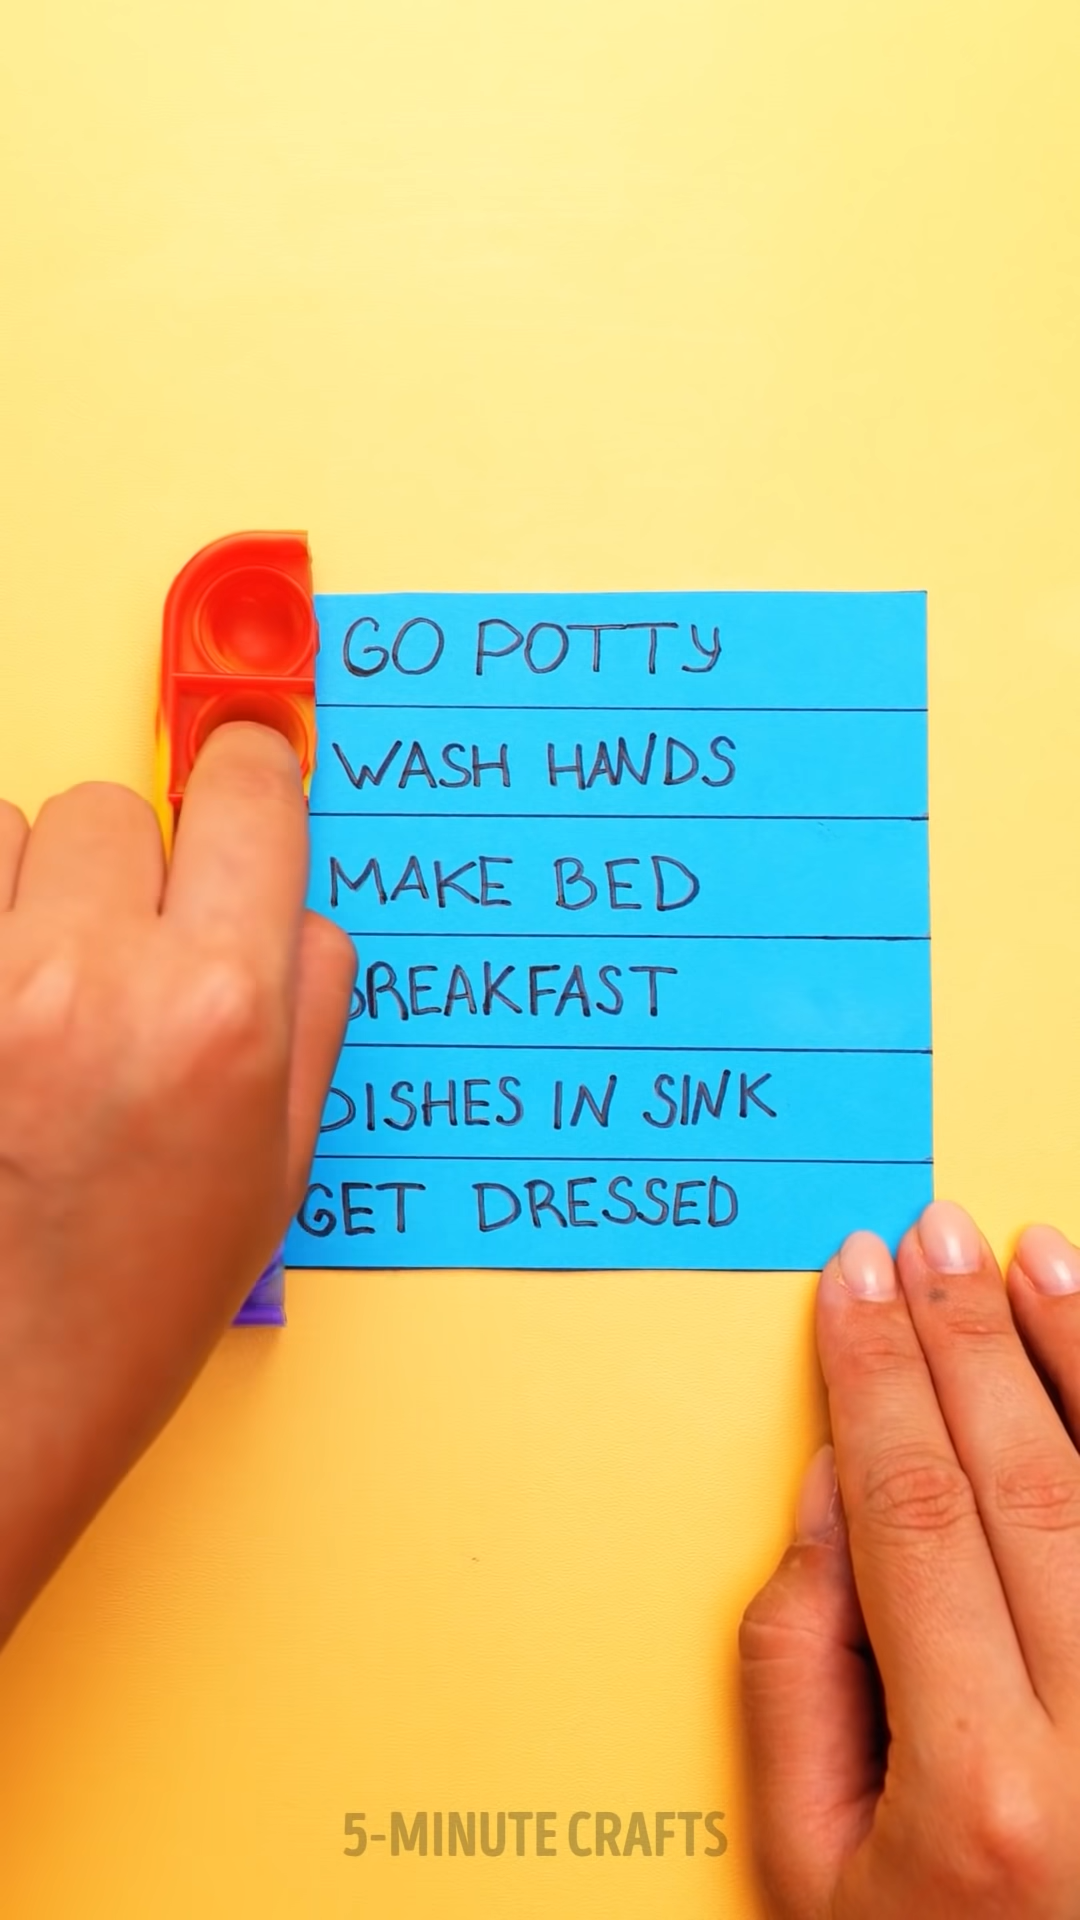 GO POTTY
WASH HANDS
MAKE BED
BREAKFAST
DISHES IN SINK
GET DRESSED
5-MINUTE CRAFTS